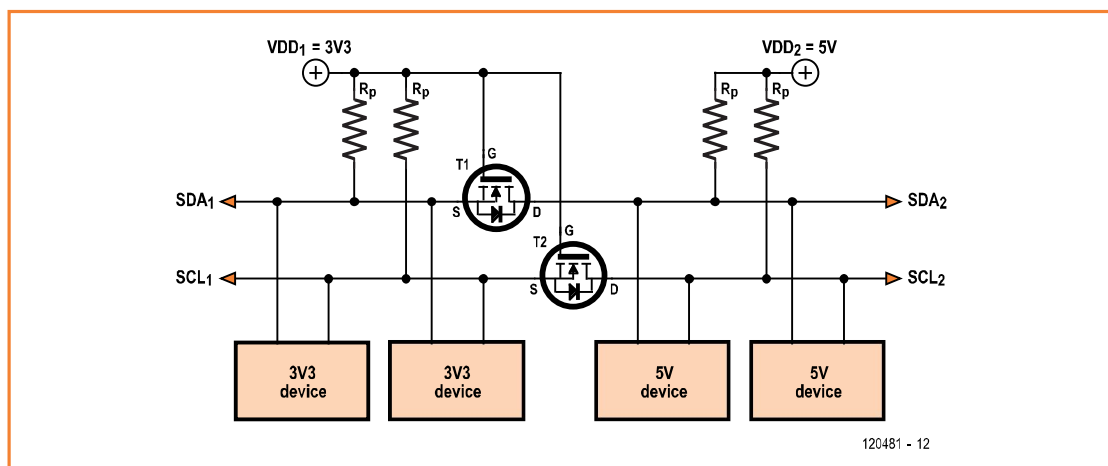 VDD1 = 3V3
VDD2 = 5V
+
+
Rp
Rp
Rp
Rp
G
T1
SDA1
S
D
SDA2
G
T2
SCL1
S
D
SCL2
3V3
device
3V3
device
5V
device
5V
device
120481 - 12